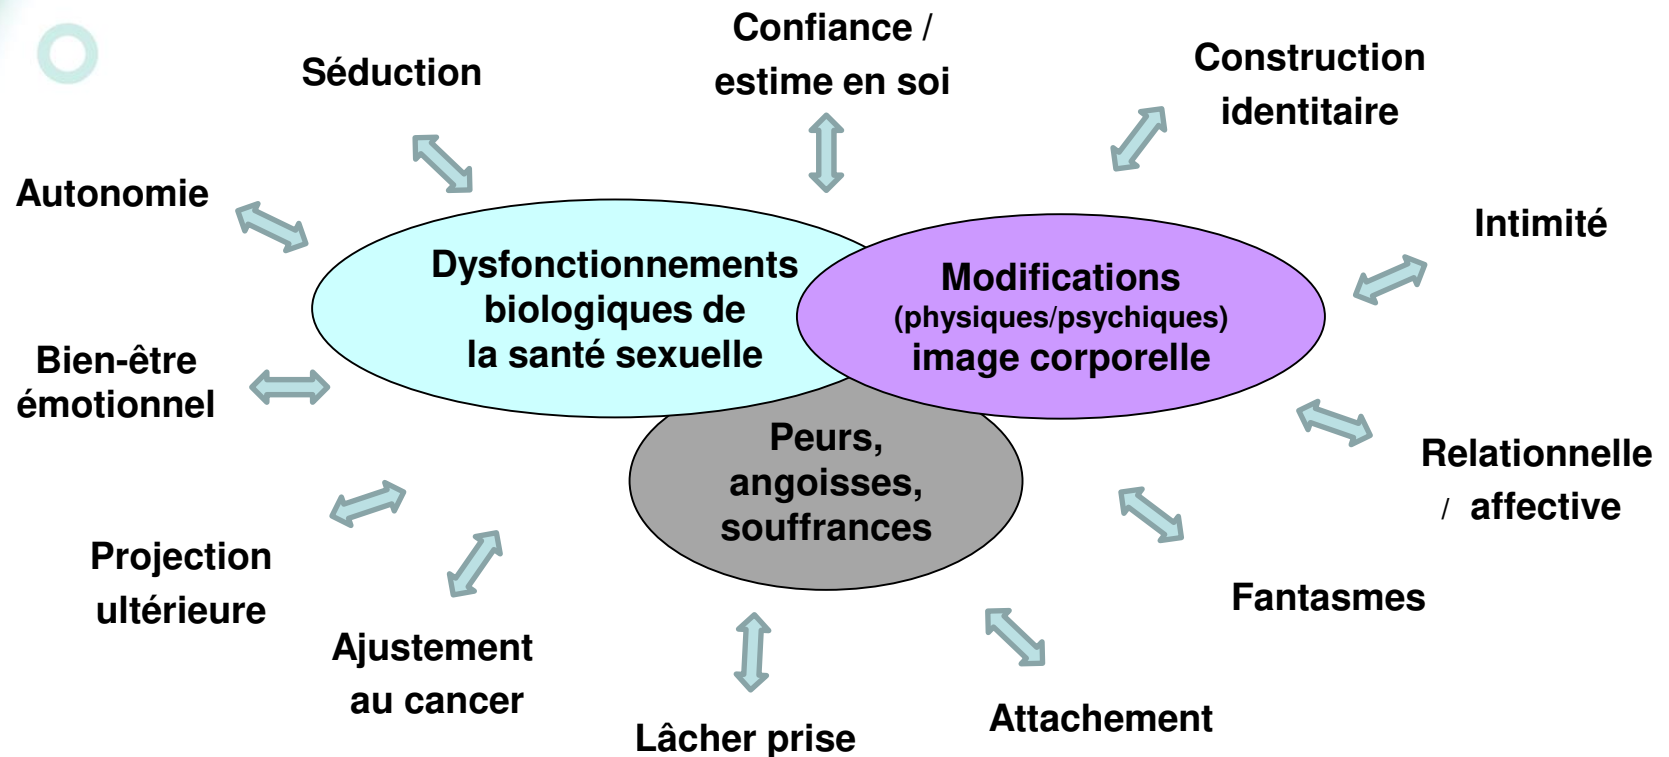 Confiance /
estime en soi
Séduction
Construction
identitaire
Autonomie
Intimité
Dysfonctionnements
biologiques de
la santé sexuelle
Modifications
(physiques/psychiques)
image corporelle
Bien-être
émotionnel
Peurs,
angoisses,
souffrances
Relationnelle
/ affective
Projection
ultérieure
Fantasmes
Ajustement
au cancer
Attachement
Lâcher prise